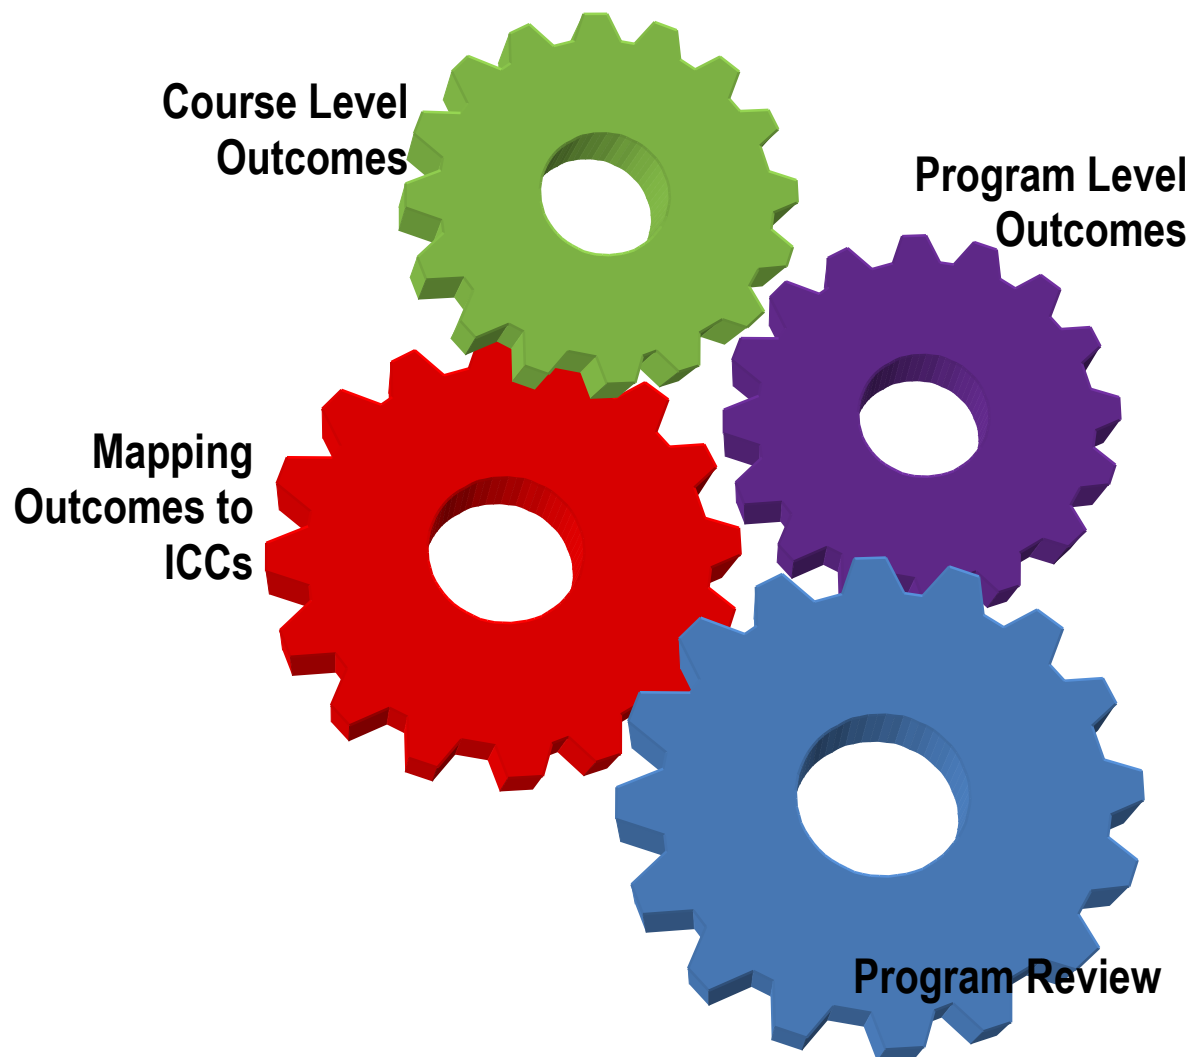 Course Level
Outcomes
Program Level
Outcomes
Mapping
Outcomes to
ICCs
Program Review